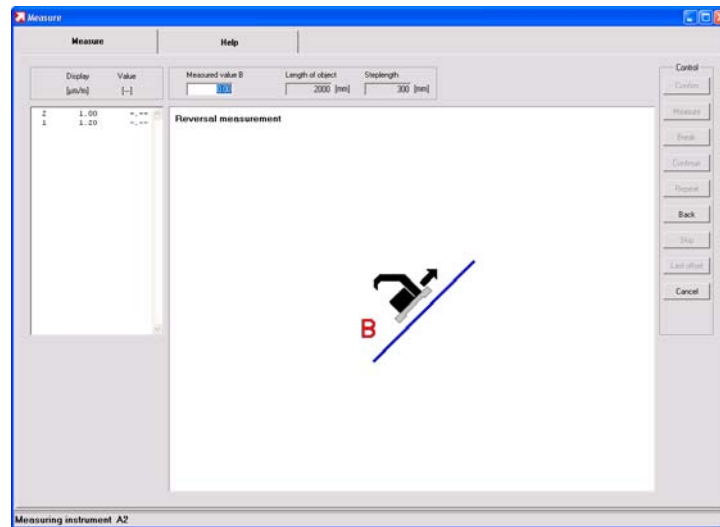 Measure
Measure Help
Display Value
[µm/m] [--]
Measured value B Length of object Steplength
0.00 2000 [mm] 300 [mm]
Control
Confirm
Measure
Break
Continue
Repeat
Back
Skip
Last offset
Cancel
2 1.00 -.--
1 1.20 -.--
Reversal measurement
B
Measuring instrument A2